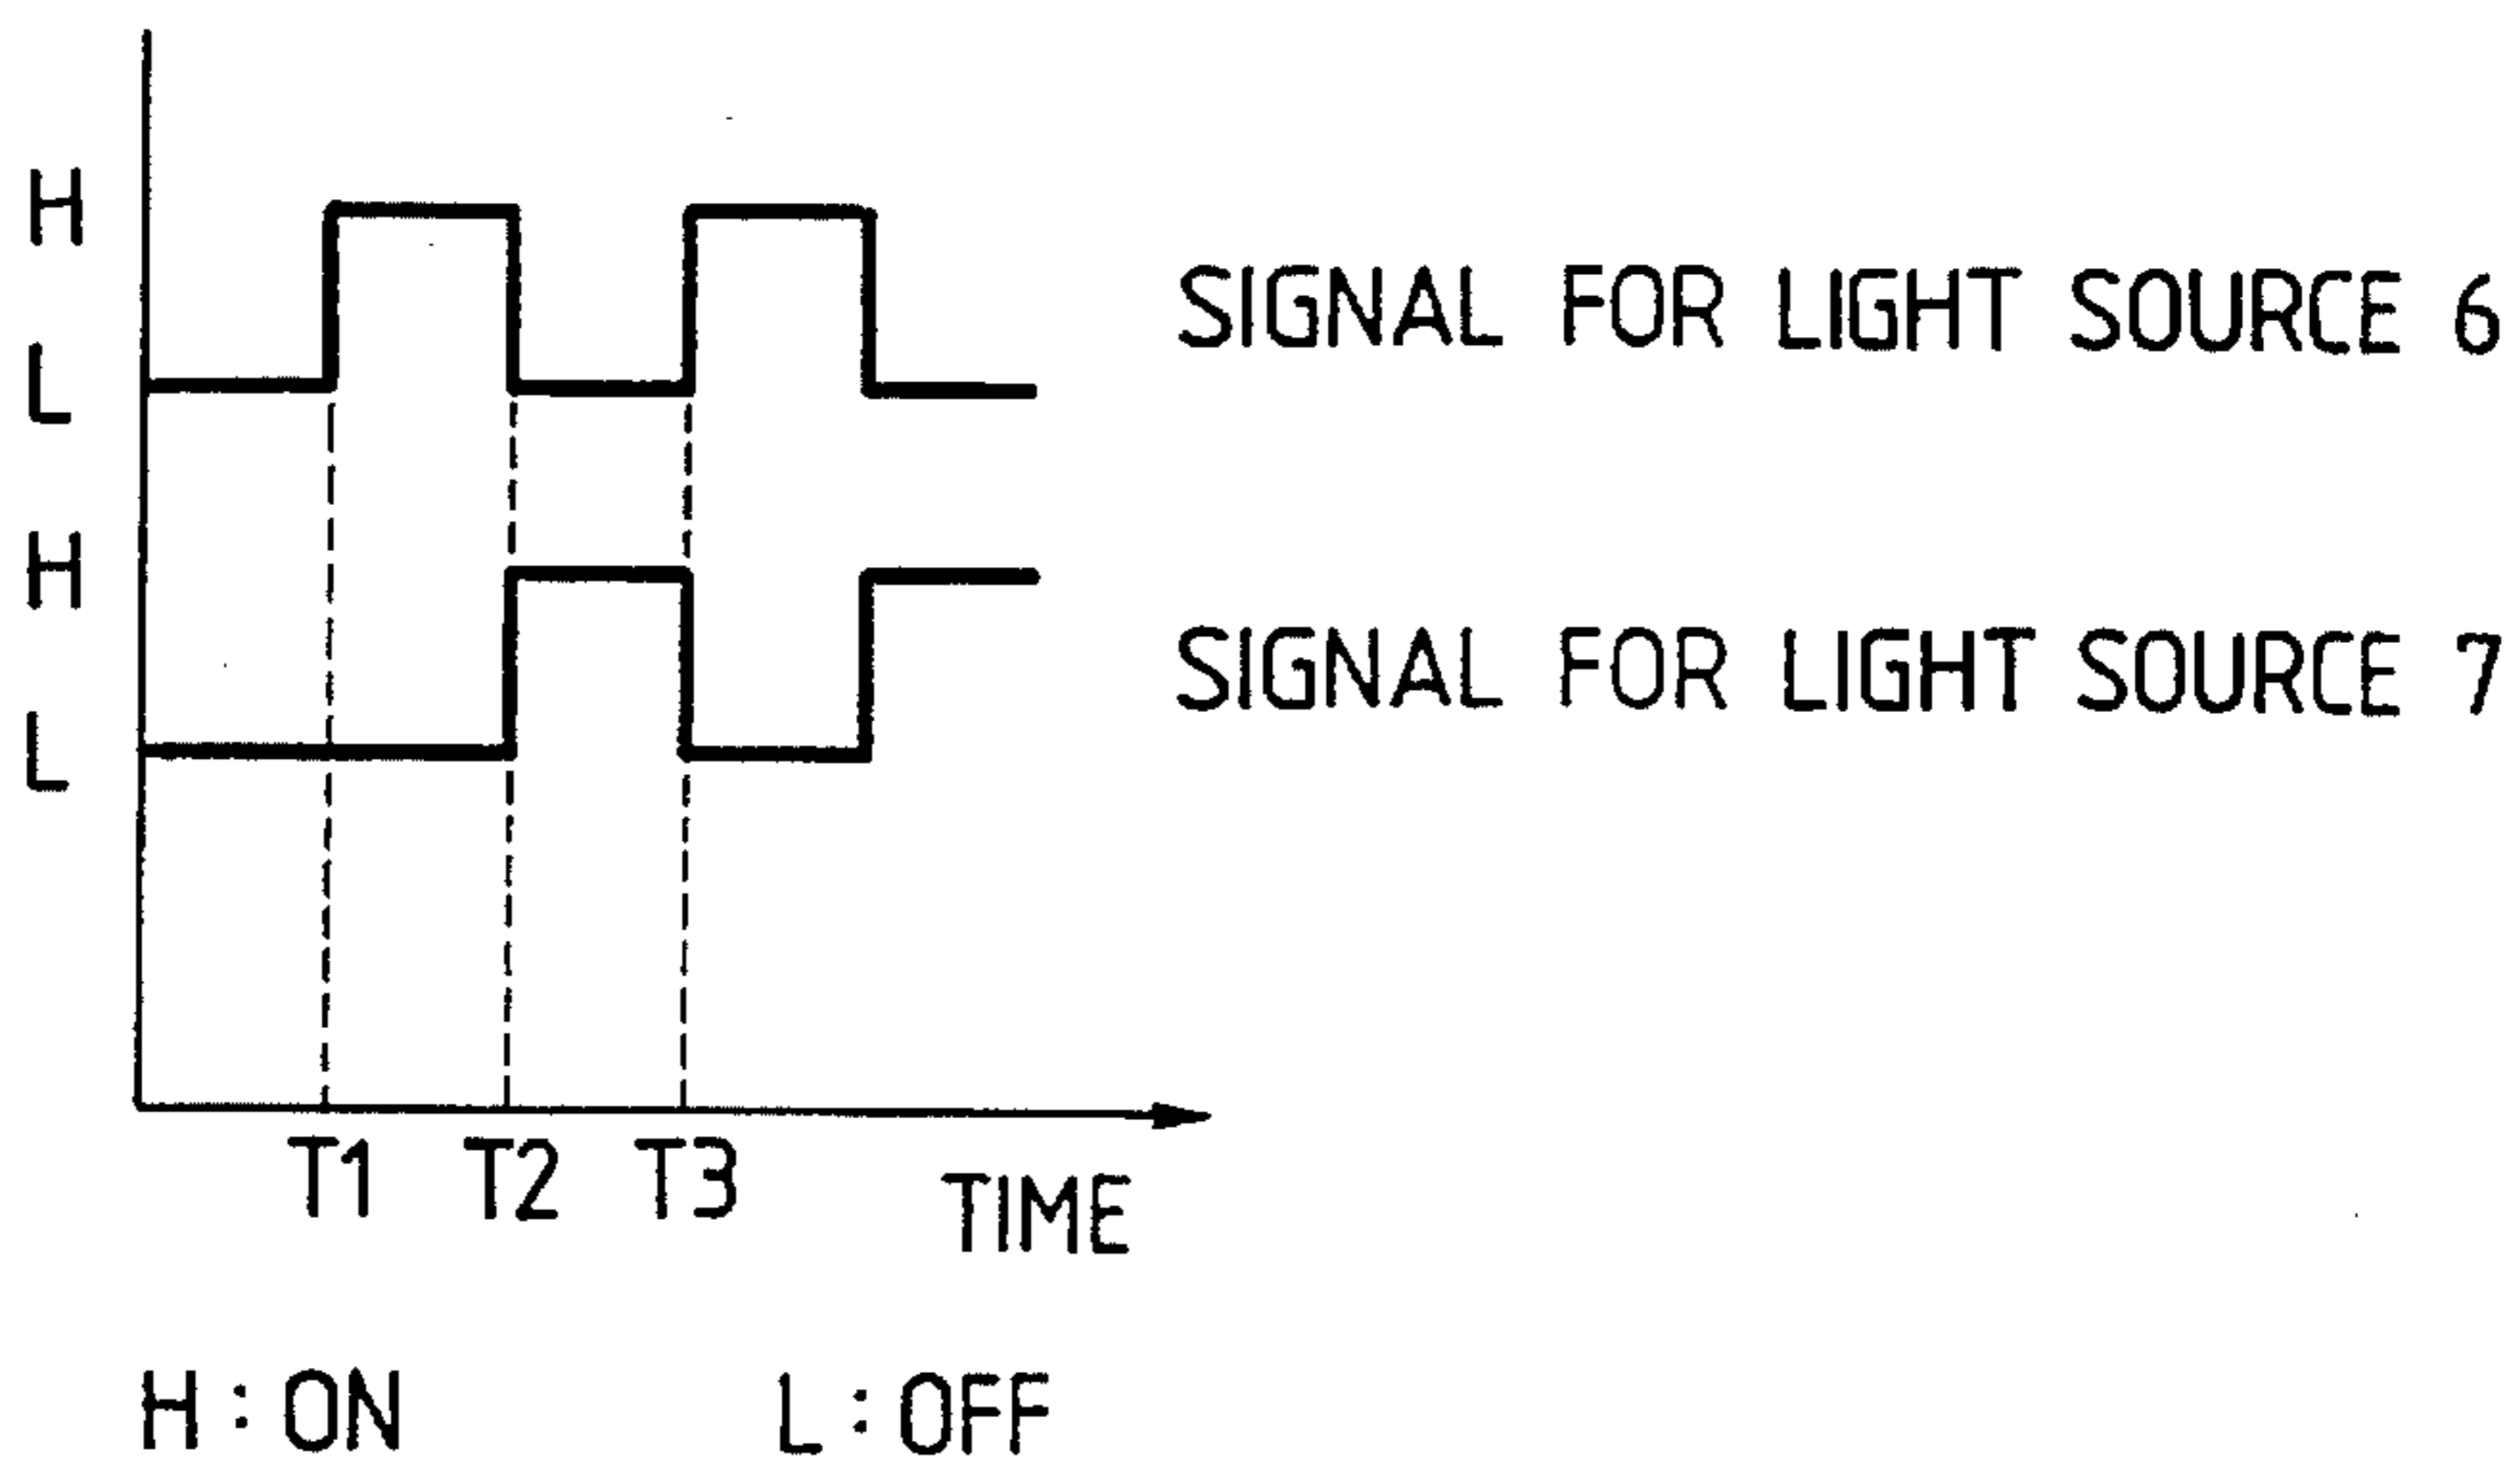 H
SIGNAL FOR LIGHT SOURCE 6
L
H
SIGNAL FOR LIGHT SOURCE 7
L
T1 T2 T3
TIME
H : ON L : OFF